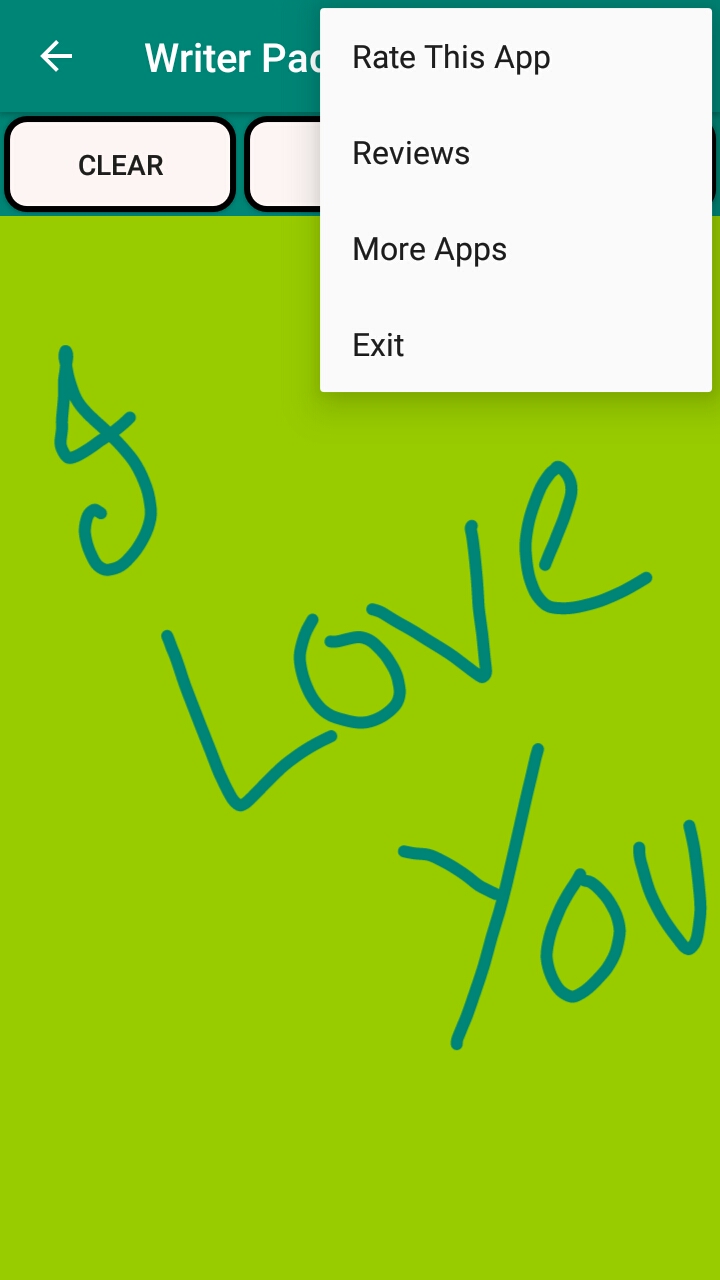 Writer Pad
Rate This App
Reviews
More Apps
Exit
CLEAR
I
Love
You